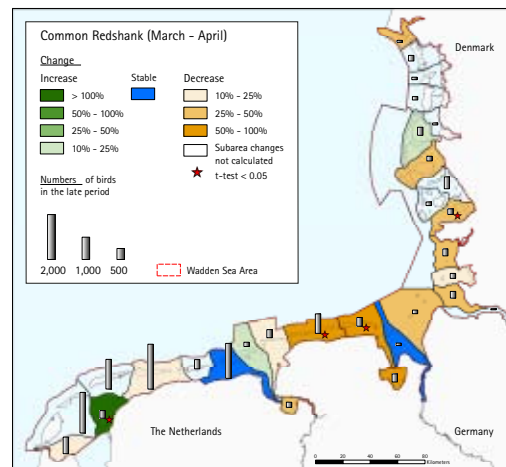 Common Redshank (March - April)
Change
Increase
Stable
Decrease
> 100%
50% - 100%
25% - 50%
10% - 25%
10% - 25%
25% - 50%
50% - 100%
Subarea changes
not calculated
t-test < 0.05
Numbers of birds
in the late period
2,000
1,000
500
Wadden Sea Area
Denmark
The Netherlands
Germany
0 10 20 40 60 80
Kilometers